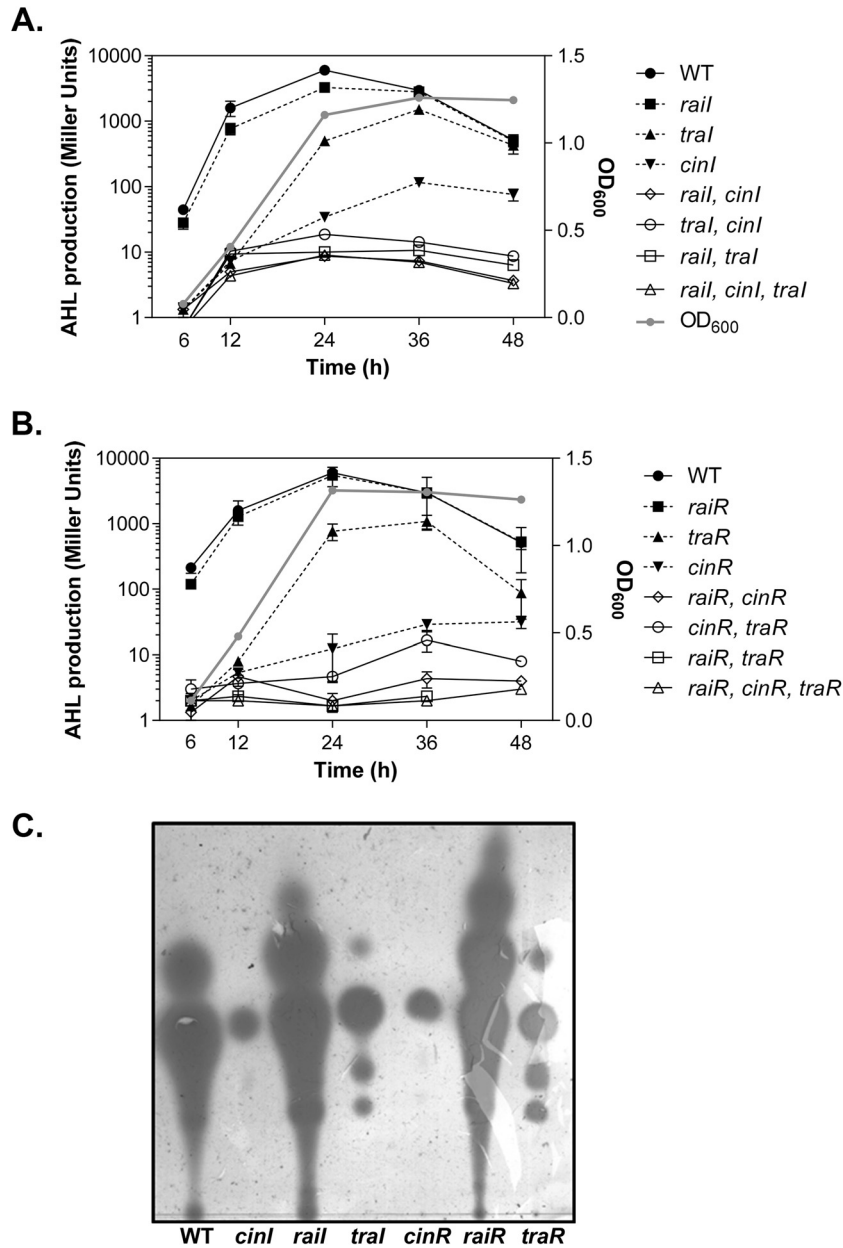 A.
AHL production (Miller Units)
10000
1000
100
10
1
6 12 24 36 48
Time (h)
1.5
1.0
0.5
0.0
OD600
WT
raiI
traI
cinI
raiI, cinI
traI, cinI
raiI, traI
raiI, cinI, traI
OD600
B.
AHL production (Miller Units)
10000
1000
100
10
1
6 12 24 36 48
Time (h)
1.5
1.0
0.5
0.0
OD600
WT
raiR
traR
cinR
raiR, cinR
cinR, traR
raiR, traR
raiR, cinR, traR
C.
WT cinI raiI traI cinR raiR traR